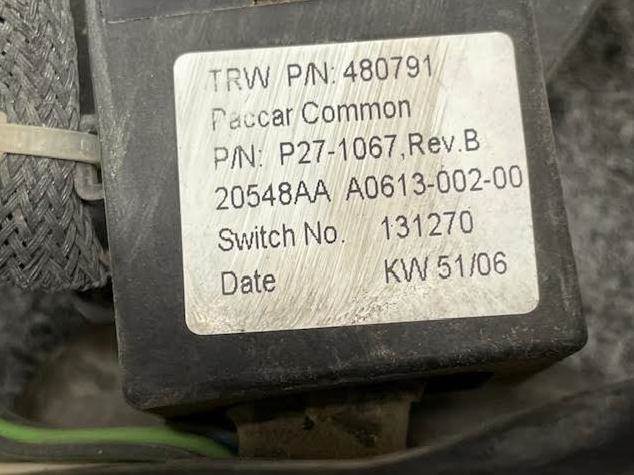 TRW P/N: 480791
Paccar Common
P/N: P27-1067,Rev.B
20548AA A0613-002-00
Switch No. 131270
Date KW 51/06